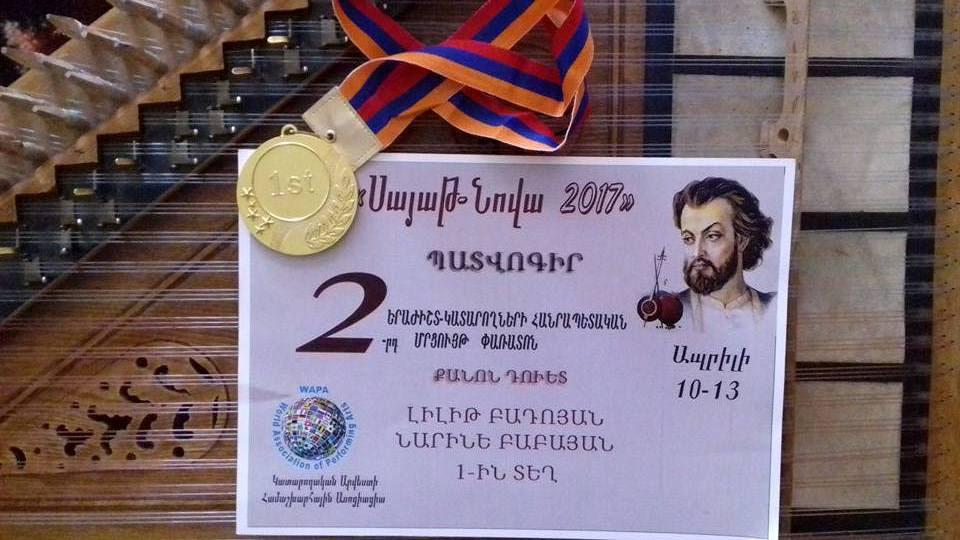 1st
«Սայաթ-Նովա 2017»
ՊԱՏՎՈԳԻՐ
2-րդ ԵՐԱԺԻՇՏ-ԿԱՏԱՐՈՂՆԵՐԻ ՀԱՆՐԱՊԵՏԱԿԱՆ
ՄՐՑՈՒՅԹ ՓԱՌԱՏՈՆ
Ապրիլի
10-13
ՔԱՆՈՆ ԴՈՒԵՏ
ԼԻԼԻԹ ԲԱԴՈՅԱՆ
ՆԱՐԻՆԵ ԲԱԲԱՅԱՆ
1-ԻՆ ՏԵՂ
WAPA
World Association of Performing Arts
Կատարողական Արվեստի
Համաշխարհային Ասոցիացիա